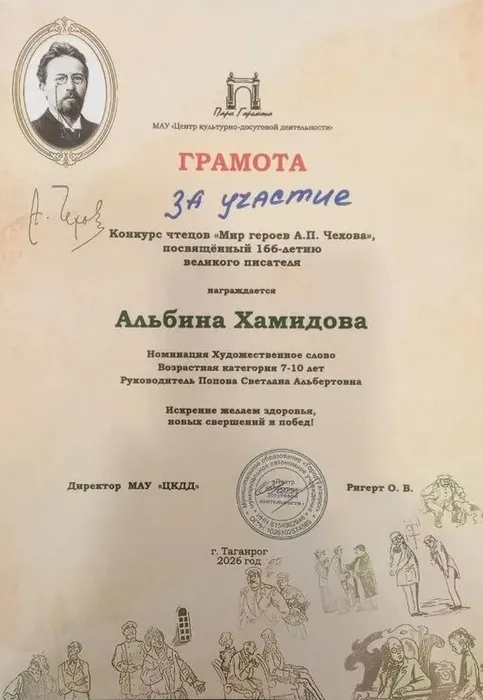 Парк Горького
МАУ «Центр культурно-досуговой деятельности»
ГРАМОТА
за участие
Конкурс чтецов «Мир героев А.П. Чехова»,
посвящённый 166-летию
великого писателя
награждается
Альбина Хамидова
Номинация Художественное слово
Возрастная категория 7-10 лет
Руководитель Попова Светлана Альбертовна
Искренне желаем здоровья,
новых свершений и побед!
А. Чехов
Директор МАУ «ЦКДД»
Ригерт О. В.
г. Таганрог
2026 год